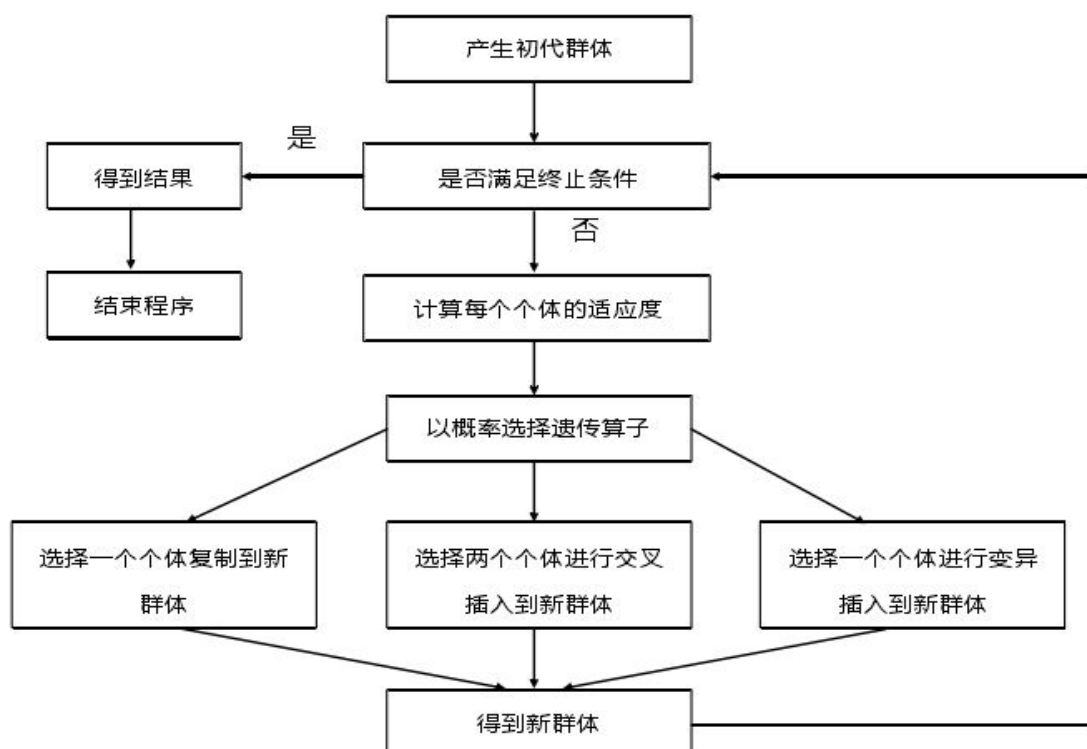 产生初代群体
是
得到结果
是否满足终止条件
否
结束程序
计算每个个体的适应度
以概率选择遗传算子
选择一个个体复制到新
群体
选择两个个体进行交叉
插入到新群体
选择一个个体进行变异
插入到新群体
得到新群体